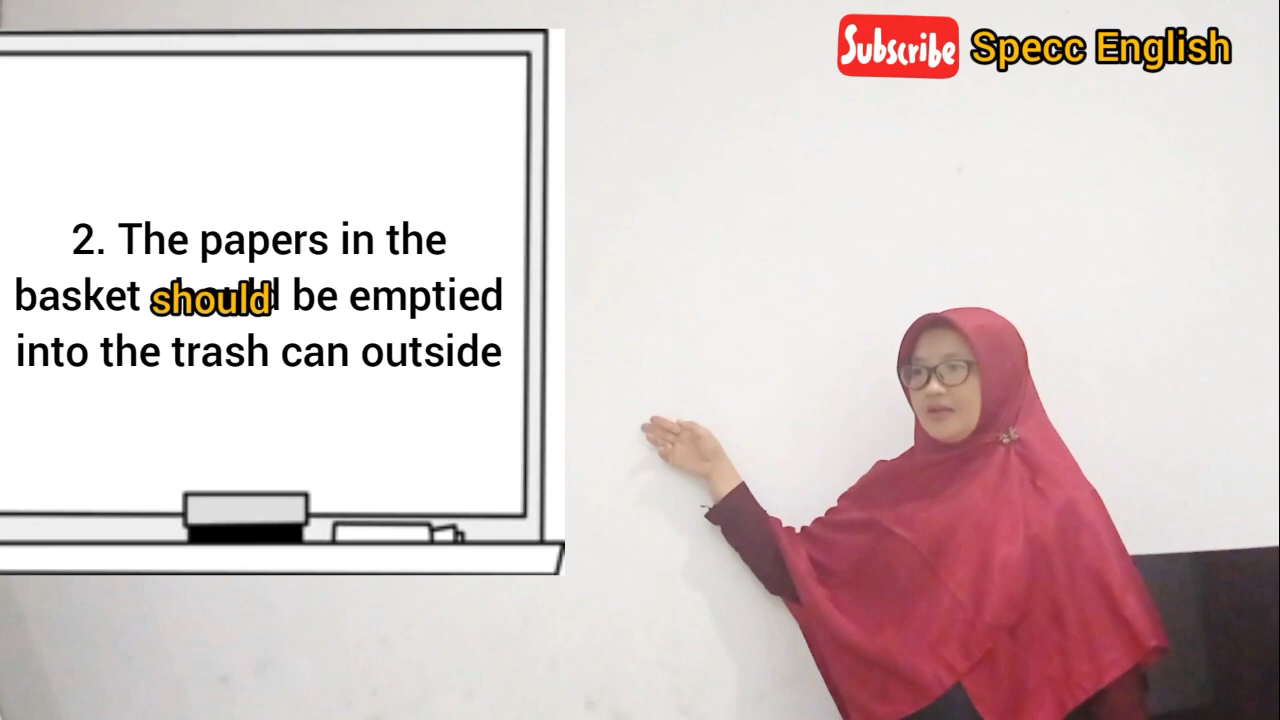 Subscribe Specc English
2. The papers in the
basket should be emptied
into the trash can outside